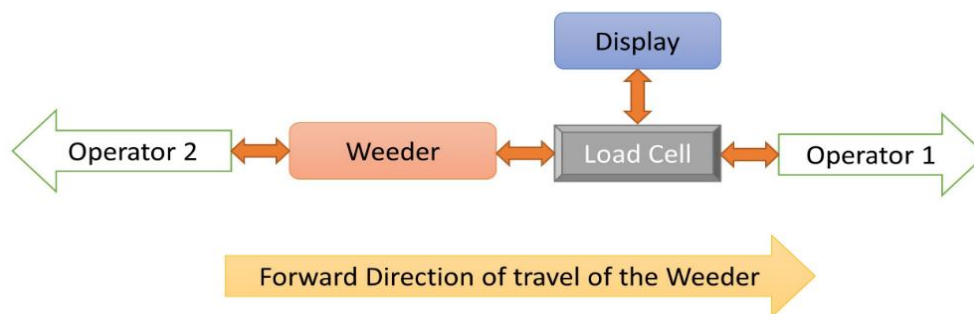 Display
Operator 2
Weeder
Load Cell
Operator 1
Forward Direction of travel of the Weeder